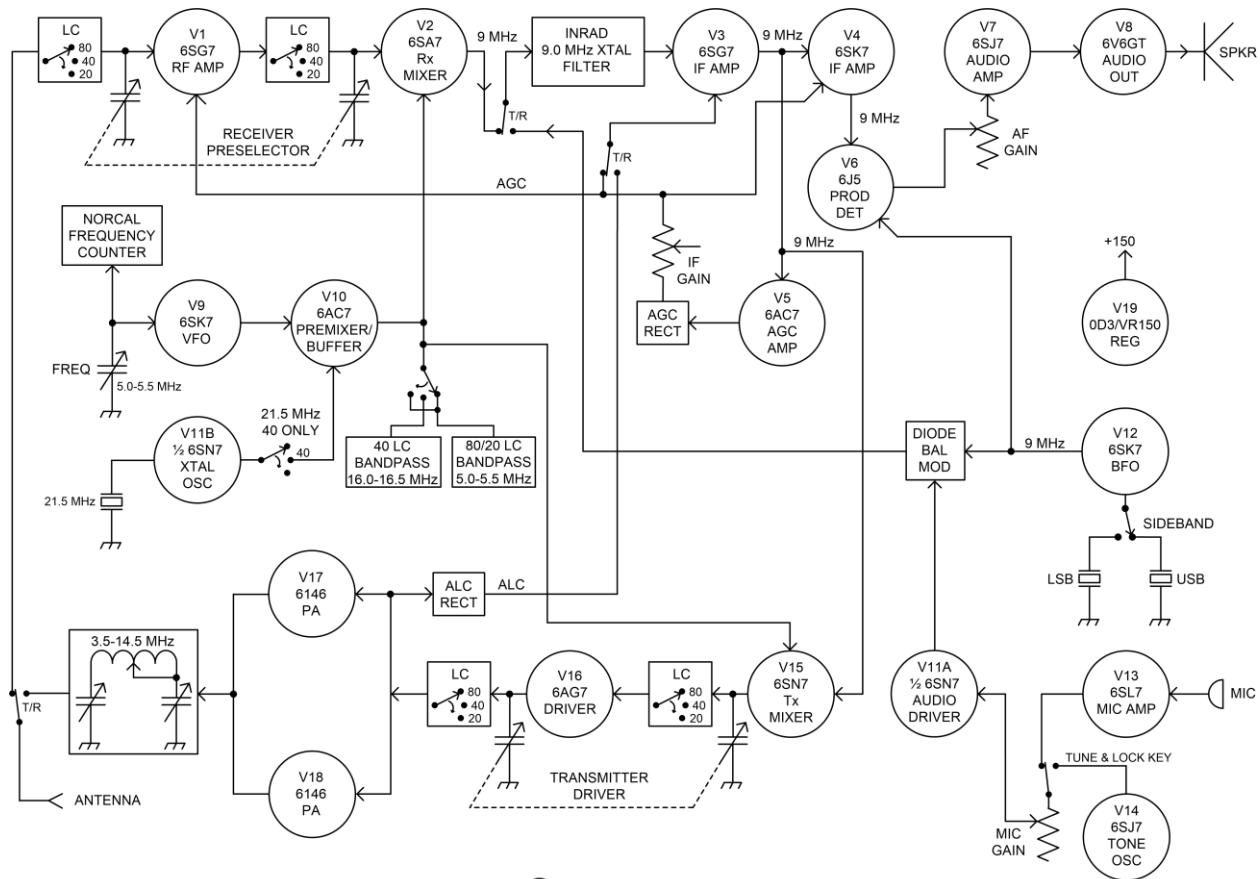 LC
80
40
20
V1
6SG7
RF AMP
LC
80
40
20
V2
6SA7
Rx
MIXER
9 MHz
INRAD
9.0 MHz XTAL
FILTER
V3
6SG7
IF AMP
9 MHz
V4
6SK7
IF AMP
V7
6SJ7
AUDIO
AMP
V8
6V6GT
AUDIO
OUT
SPKR
RECEIVER
PRESELECTOR
T/R
T/R
9 MHz
AF
GAIN
V6
6J5
PROD
DET
AGC
NORCAL
FREQUENCY
COUNTER
IF
GAIN
9 MHz
9 MHz
+150
V9
6SK7
VFO
V10
6AC7
PREMIXER/
BUFFER
AGC
RECT
V5
6AC7
AGC
AMP
V19
0D3/VR150
REG
FREQ
5.0-5.5 MHz
V11B
½ 6SN7
XTAL
OSC
21.5 MHz
40 ONLY
40
40 LC
BANDPASS
16.0-16.5 MHz
80/20 LC
BANDPASS
5.0-5.5 MHz
DIODE
BAL
MOD
9 MHz
V12
6SK7
BFO
21.5 MHz
SIDEBAND
LSB
USB
V17
6146
PA
ALC
RECT
ALC
3.5-14.5 MHz
T/R
LC
80
40
20
V16
6AG7
DRIVER
LC
80
40
20
V15
6SN7
Tx
MIXER
V11A
½ 6SN7
AUDIO
DRIVER
V13
6SL7
MIC AMP
MIC
TUNE & LOCK KEY
V18
6146
PA
ANTENNA
TRANSMITTER
DRIVER
MIC
GAIN
V14
6SJ7
TONE
OSC